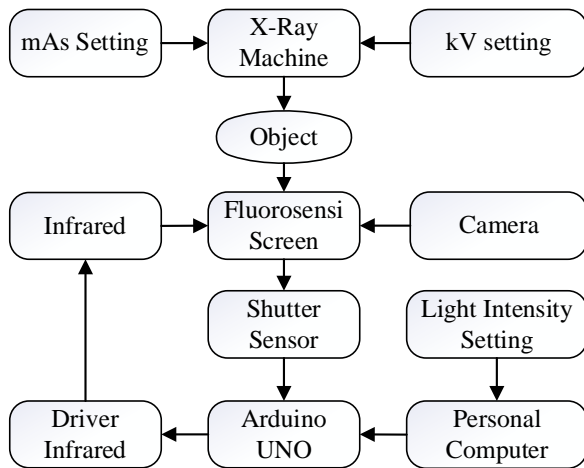 mAs Setting
X-Ray
Machine
kV setting
Object
Infrared
Fluorosensi
Screen
Camera
Shutter
Sensor
Light Intensity
Setting
Driver
Infrared
Arduino
UNO
Personal
Computer